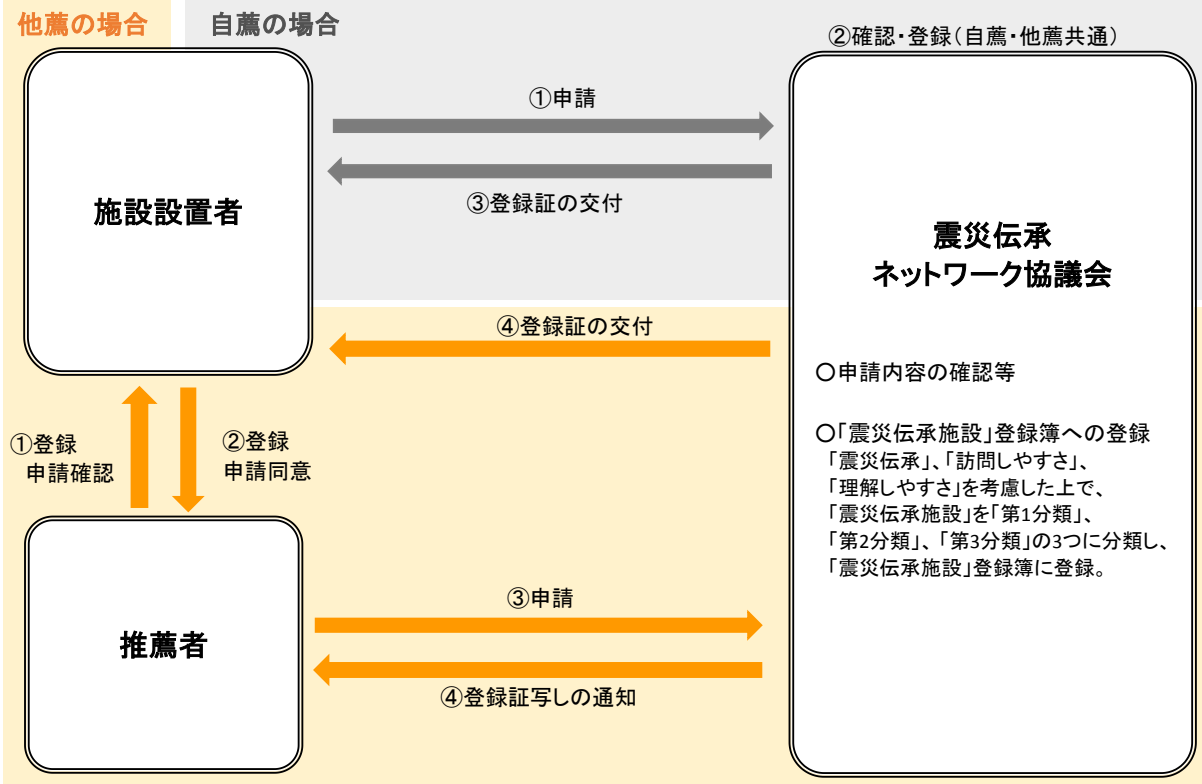 他薦の場合
自薦の場合
②確認・登録(自薦・他薦共通)
①申請
③登録証の交付
施設設置者
震災伝承
ネットワーク協議会
④登録証の交付
○申請内容の確認等
○「震災伝承施設」登録簿への登録
「震災伝承」、「訪問しやすさ」、
「理解しやすさ」を考慮した上で、
「震災伝承施設」を「第1分類」、
「第2分類」、「第3分類」の3つに分類し、
「震災伝承施設」登録簿に登録。
①登録
申請確認
②登録
申請同意
③申請
推薦者
④登録証写しの通知